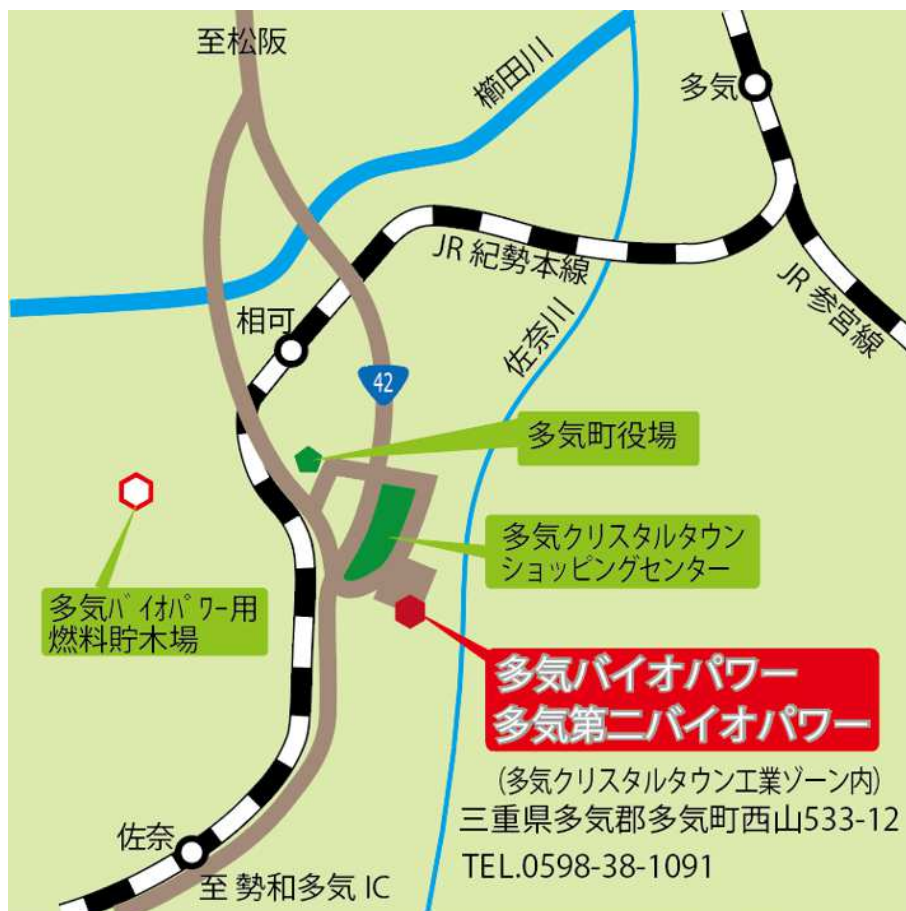 至松阪
櫛田川
多気
JR 紀勢本線
JR 参宮線
相可
佐奈川
42
多気町役場
多気クリスタルタウン
ショッピングセンター
多気バイオパワー用
燃料貯木場
多気バイオパワー
多気第二バイオパワー
(多気クリスタルタウン工業ゾーン内)
三重県多気郡多気町西山533-12
TEL.0598-38-1091
佐奈
至 勢和多気 IC